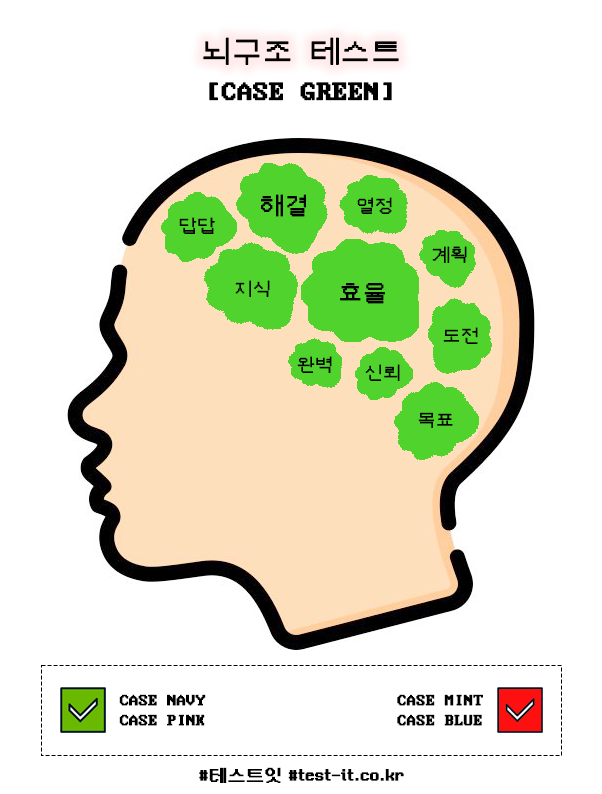 뇌구조 테스트
[CASE GREEN]
해결
열정
답답
계획
지식
효율
도전
완벽
신뢰
목표
CASE NAVY
CASE PINK
CASE MINT
CASE BLUE
#테스트잇 #test-it.co.kr